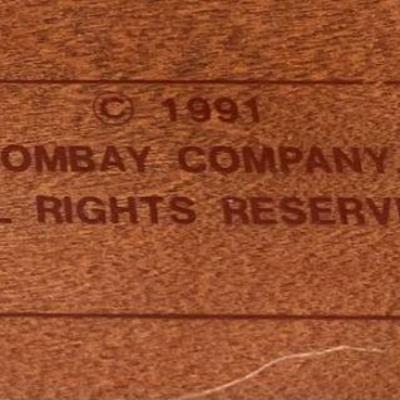 © 1991
OMBAY COMPANY,
L RIGHTS RESERV